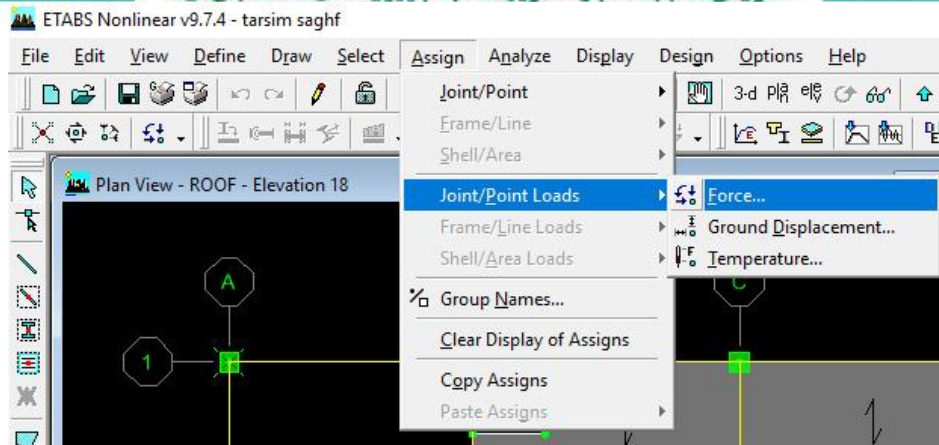 ETABS Nonlinear v9.7.4 - tarsim saghf
File Edit View Define Draw Select Assign Analyze Display Design Options Help
3-d
Joint/Point
Frame/Line
Shell/Area
Joint/Point Loads
Frame/Line Loads
Shell/Area Loads
Group Names...
Clear Display of Assigns
Copy Assigns
Paste Assigns
Force...
Ground Displacement...
Temperature...
Plan View - ROOF - Elevation 18
A
C
1